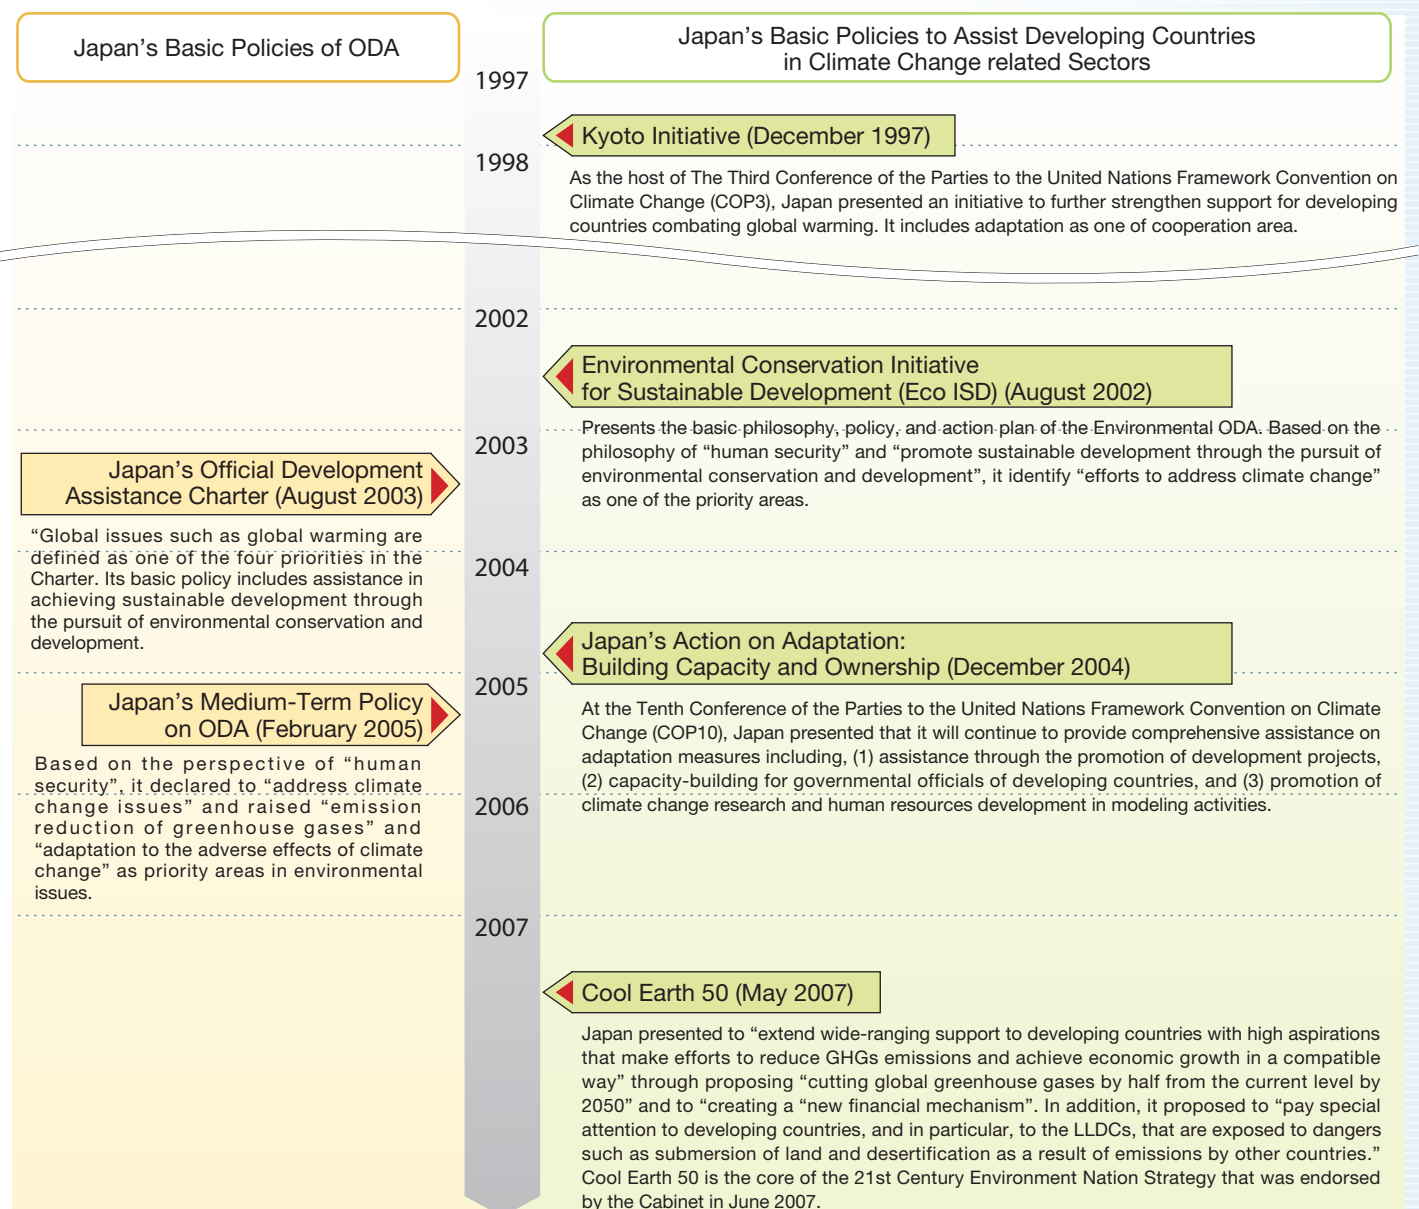 Japan's Basic Policies of ODA
Japan's Basic Policies to Assist Developing Countries
in Climate Change related Sectors
1997
Kyoto Initiative (December 1997)
1998
As the host of The Third Conference of the Parties to the United Nations Framework Convention on
Climate Change (COP3), Japan presented an initiative to further strengthen support for developing
countries combating global warming. It includes adaptation as one of cooperation area.
2002
Environmental Conservation Initiative
for Sustainable Development (Eco ISD) (August 2002)
Presents the basic philosophy, policy, and action plan of the Environmental ODA. Based on the
philosophy of “human security” and “promote sustainable development through the pursuit of
environmental conservation and development”, it identify “efforts to address climate change”
as one of the priority areas.
2003
Japan's Official Development
Assistance Charter (August 2003)
“Global issues such as global warming are
defined as one of the four priorities in the
Charter. Its basic policy includes assistance in
achieving sustainable development through
the pursuit of environmental conservation and
development.
2004
Japan's Action on Adaptation:
Building Capacity and Ownership (December 2004)
2005
At the Tenth Conference of the Parties to the United Nations Framework Convention on Climate
Change (COP10), Japan presented that it will continue to provide comprehensive assistance on
adaptation measures including, (1) assistance through the promotion of development projects,
(2) capacity-building for governmental officials of developing countries, and (3) promotion of
climate change research and human resources development in modeling activities.
Japan's Medium-Term Policy
on ODA (February 2005)
Based on the perspective of “human
security”, it declared to “address climate
change issues” and raised “emission
reduction of greenhouse gases” and
“adaptation to the adverse effects of climate
change” as priority areas in environmental
issues.
2006
2007
Cool Earth 50 (May 2007)
Japan presented to “extend wide-ranging support to developing countries with high aspirations
that make efforts to reduce GHGs emissions and achieve economic growth in a compatible
way” through proposing “cutting global greenhouse gases by half from the current level by
2050” and to “creating a “new financial mechanism”. In addition, it proposed to “pay special
attention to developing countries, and in particular, to the LLDCs, that are exposed to dangers
such as submersion of land and desertification as a result of emissions by other countries.”
Cool Earth 50 is the core of the 21st Century Environment Nation Strategy that was endorsed
by the Cabinet in June 2007.